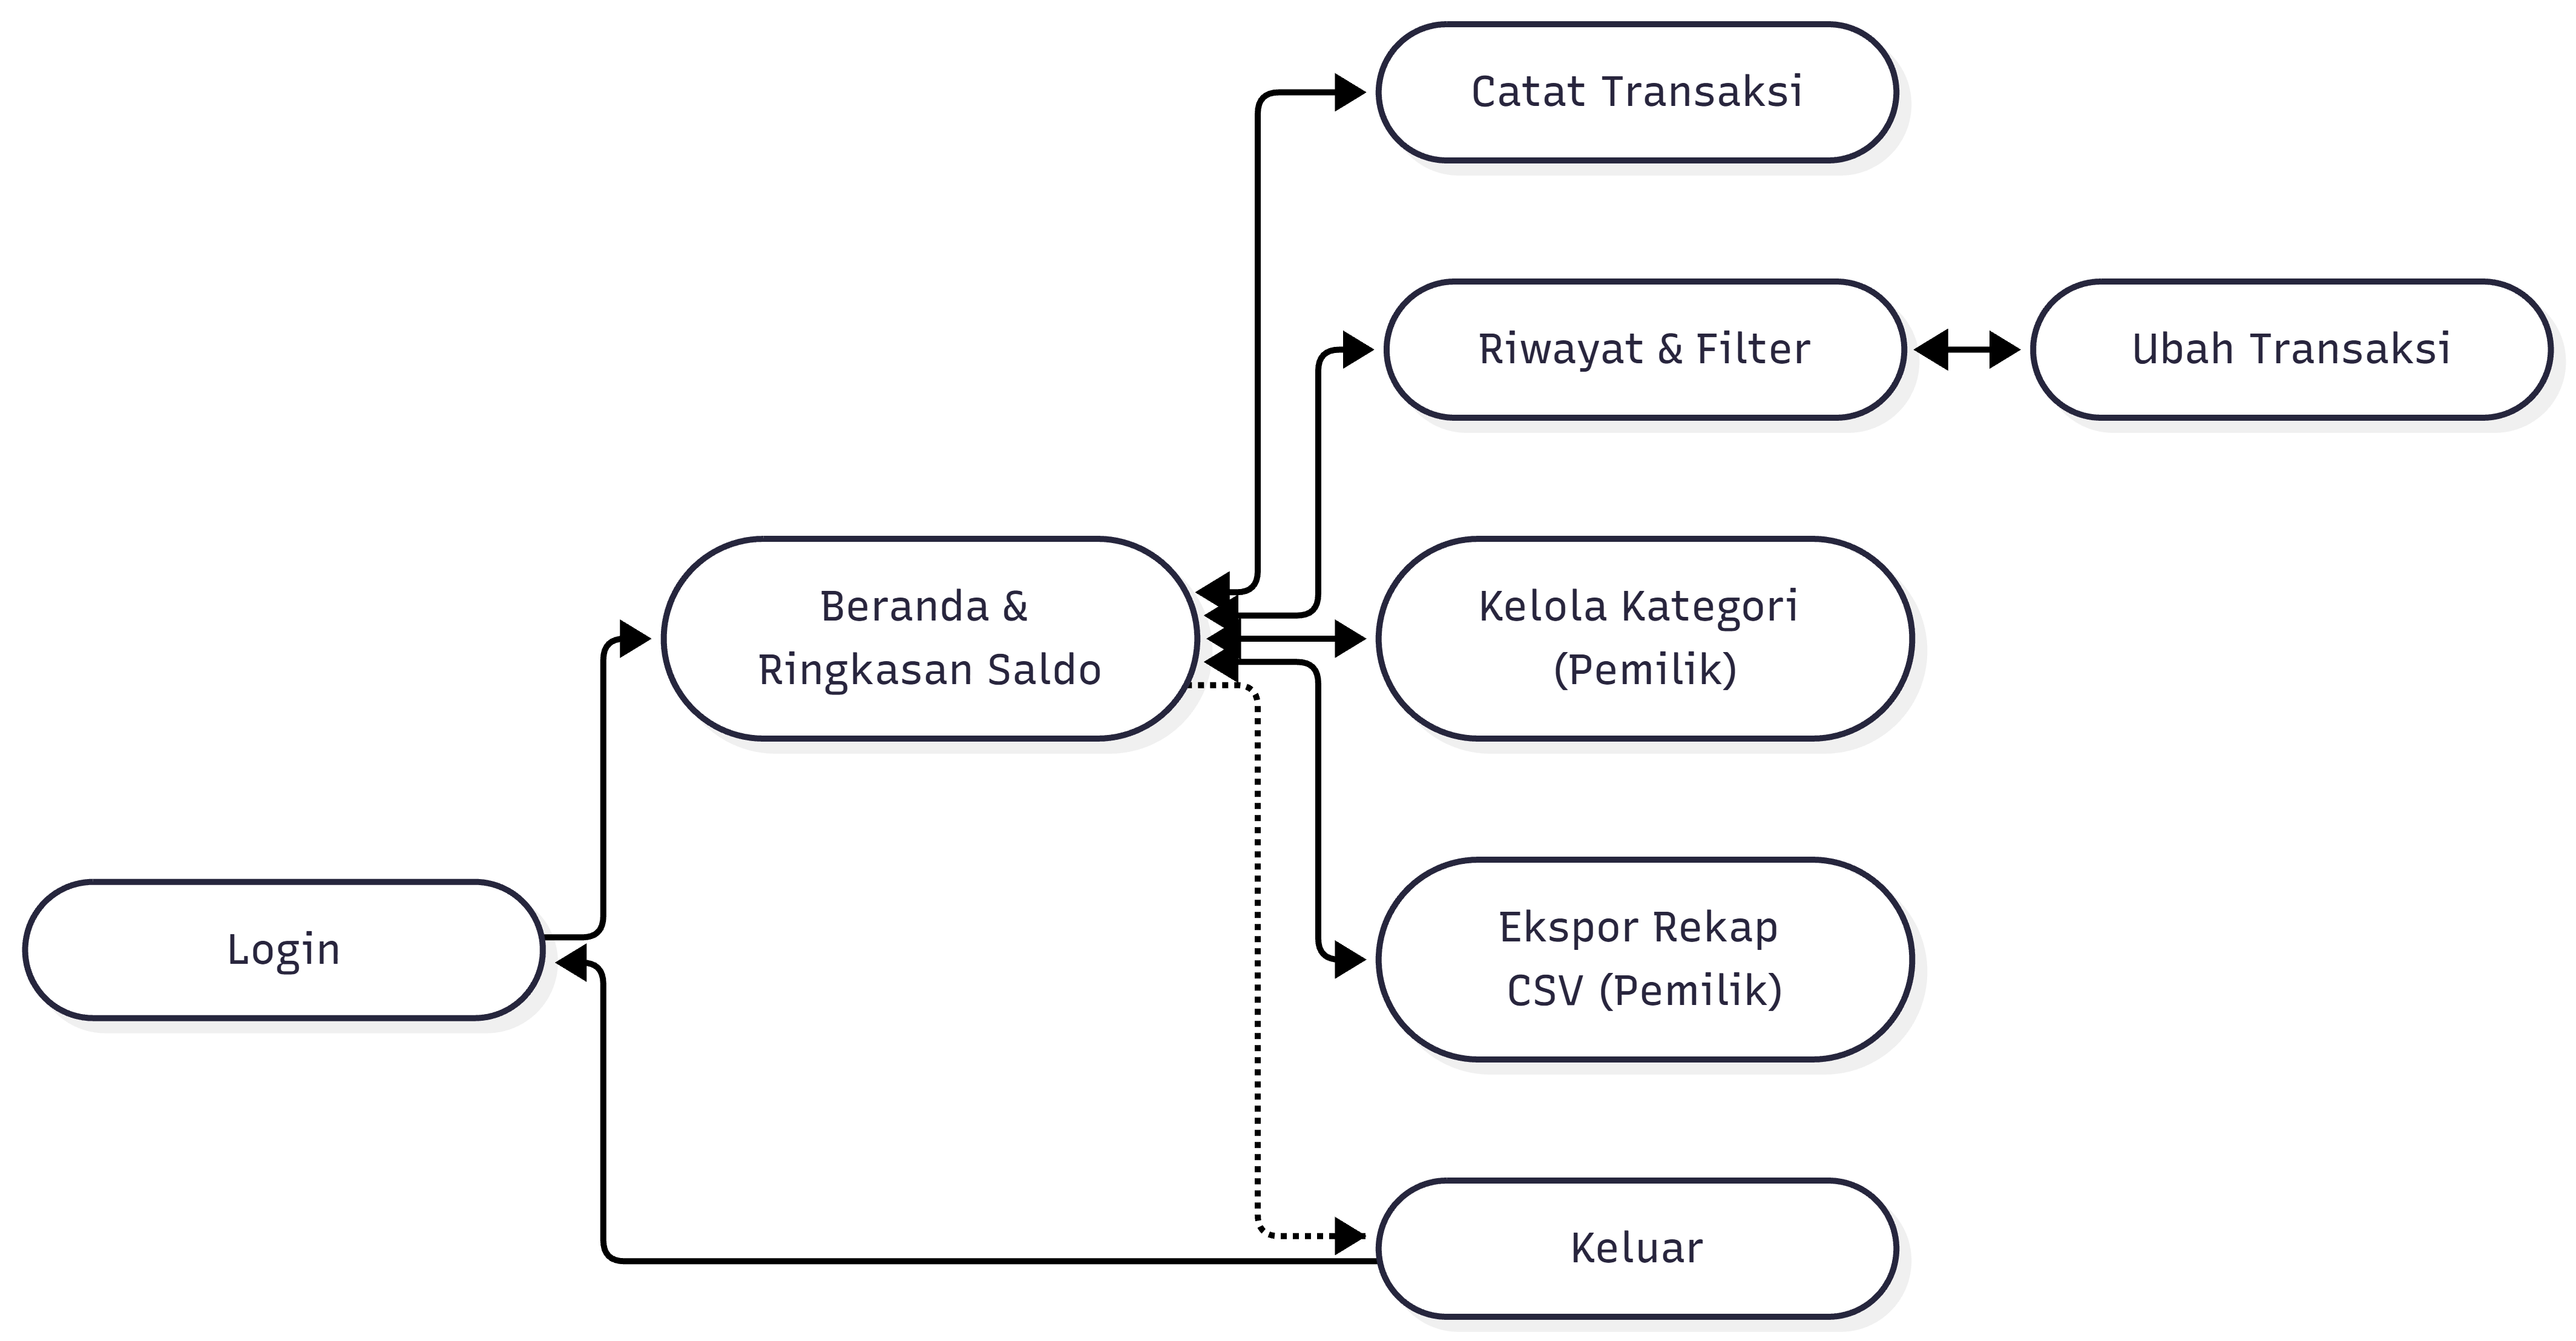 Catat Transaksi
Riwayat & Filter
Ubah Transaksi
Beranda &
Ringkasan Saldo
Kelola Kategori
(Pemilik)
Login
Ekspor Rekap
CSV (Pemilik)
Keluar